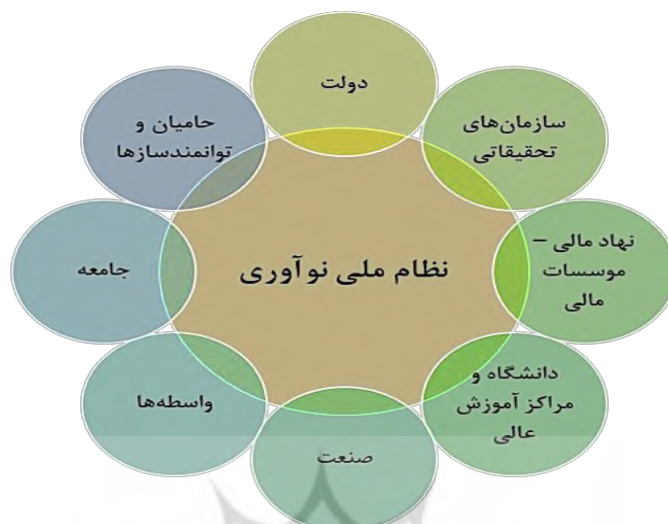 دولت
سازمان‌های
تحقیقاتی
نهاد مالی –
موسسات
مالی
دانشگاه و
مراکز آموزش
عالی
صنعت
واسطه‌ها
جامعه
حامیان و
توانمندسازها
نظام ملی نوآوری